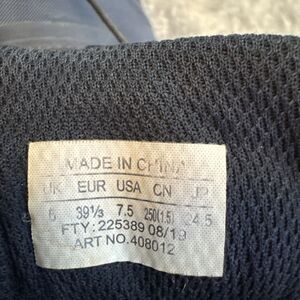 MADE IN CHINA
UK EUR USA CN JP
6 39⅓ 7.5 250(1.5) 24.5
FTY: 225389 08/19
ART NO.408012